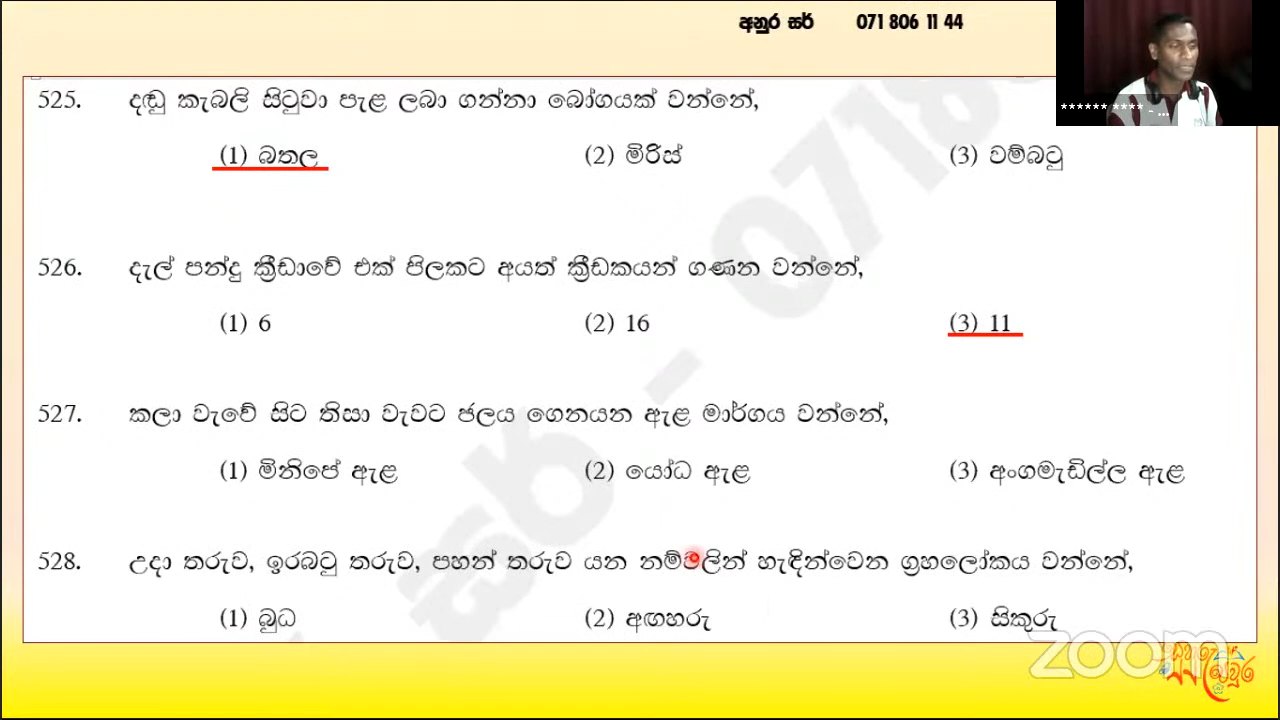 අනුර සර් 071 806 11 44
****** **** - ...
525. දඬු කැබලි සිටුවා පැළ ලබා ගන්නා බෝගයක් වන්නේ,
(1) බතල (2) මිරිස් (3) වම්බටු
526. දැල් පන්දු ක්‍රීඩාවේ එක් පිලකට අයත් ක්‍රීඩකයන් ගණන වන්නේ,
(1) 6 (2) 16 (3) 11
527. කලා වැවේ සිට තිසා වැවට ජලය ගෙනයන ඇළ මාර්ගය වන්නේ,
(1) මිනිපේ ඇළ (2) යෝධ ඇළ (3) අංගමැඩිල්ල ඇළ
528. උදා තරුව, ඉරබටු තරුව, පහන් තරුව යන නම්වලින් හැඳින්වෙන ග්‍රහලෝකය වන්නේ,
(1) බුධ (2) අඟහරු (3) සිකුරු
සර් - 0718
zoom